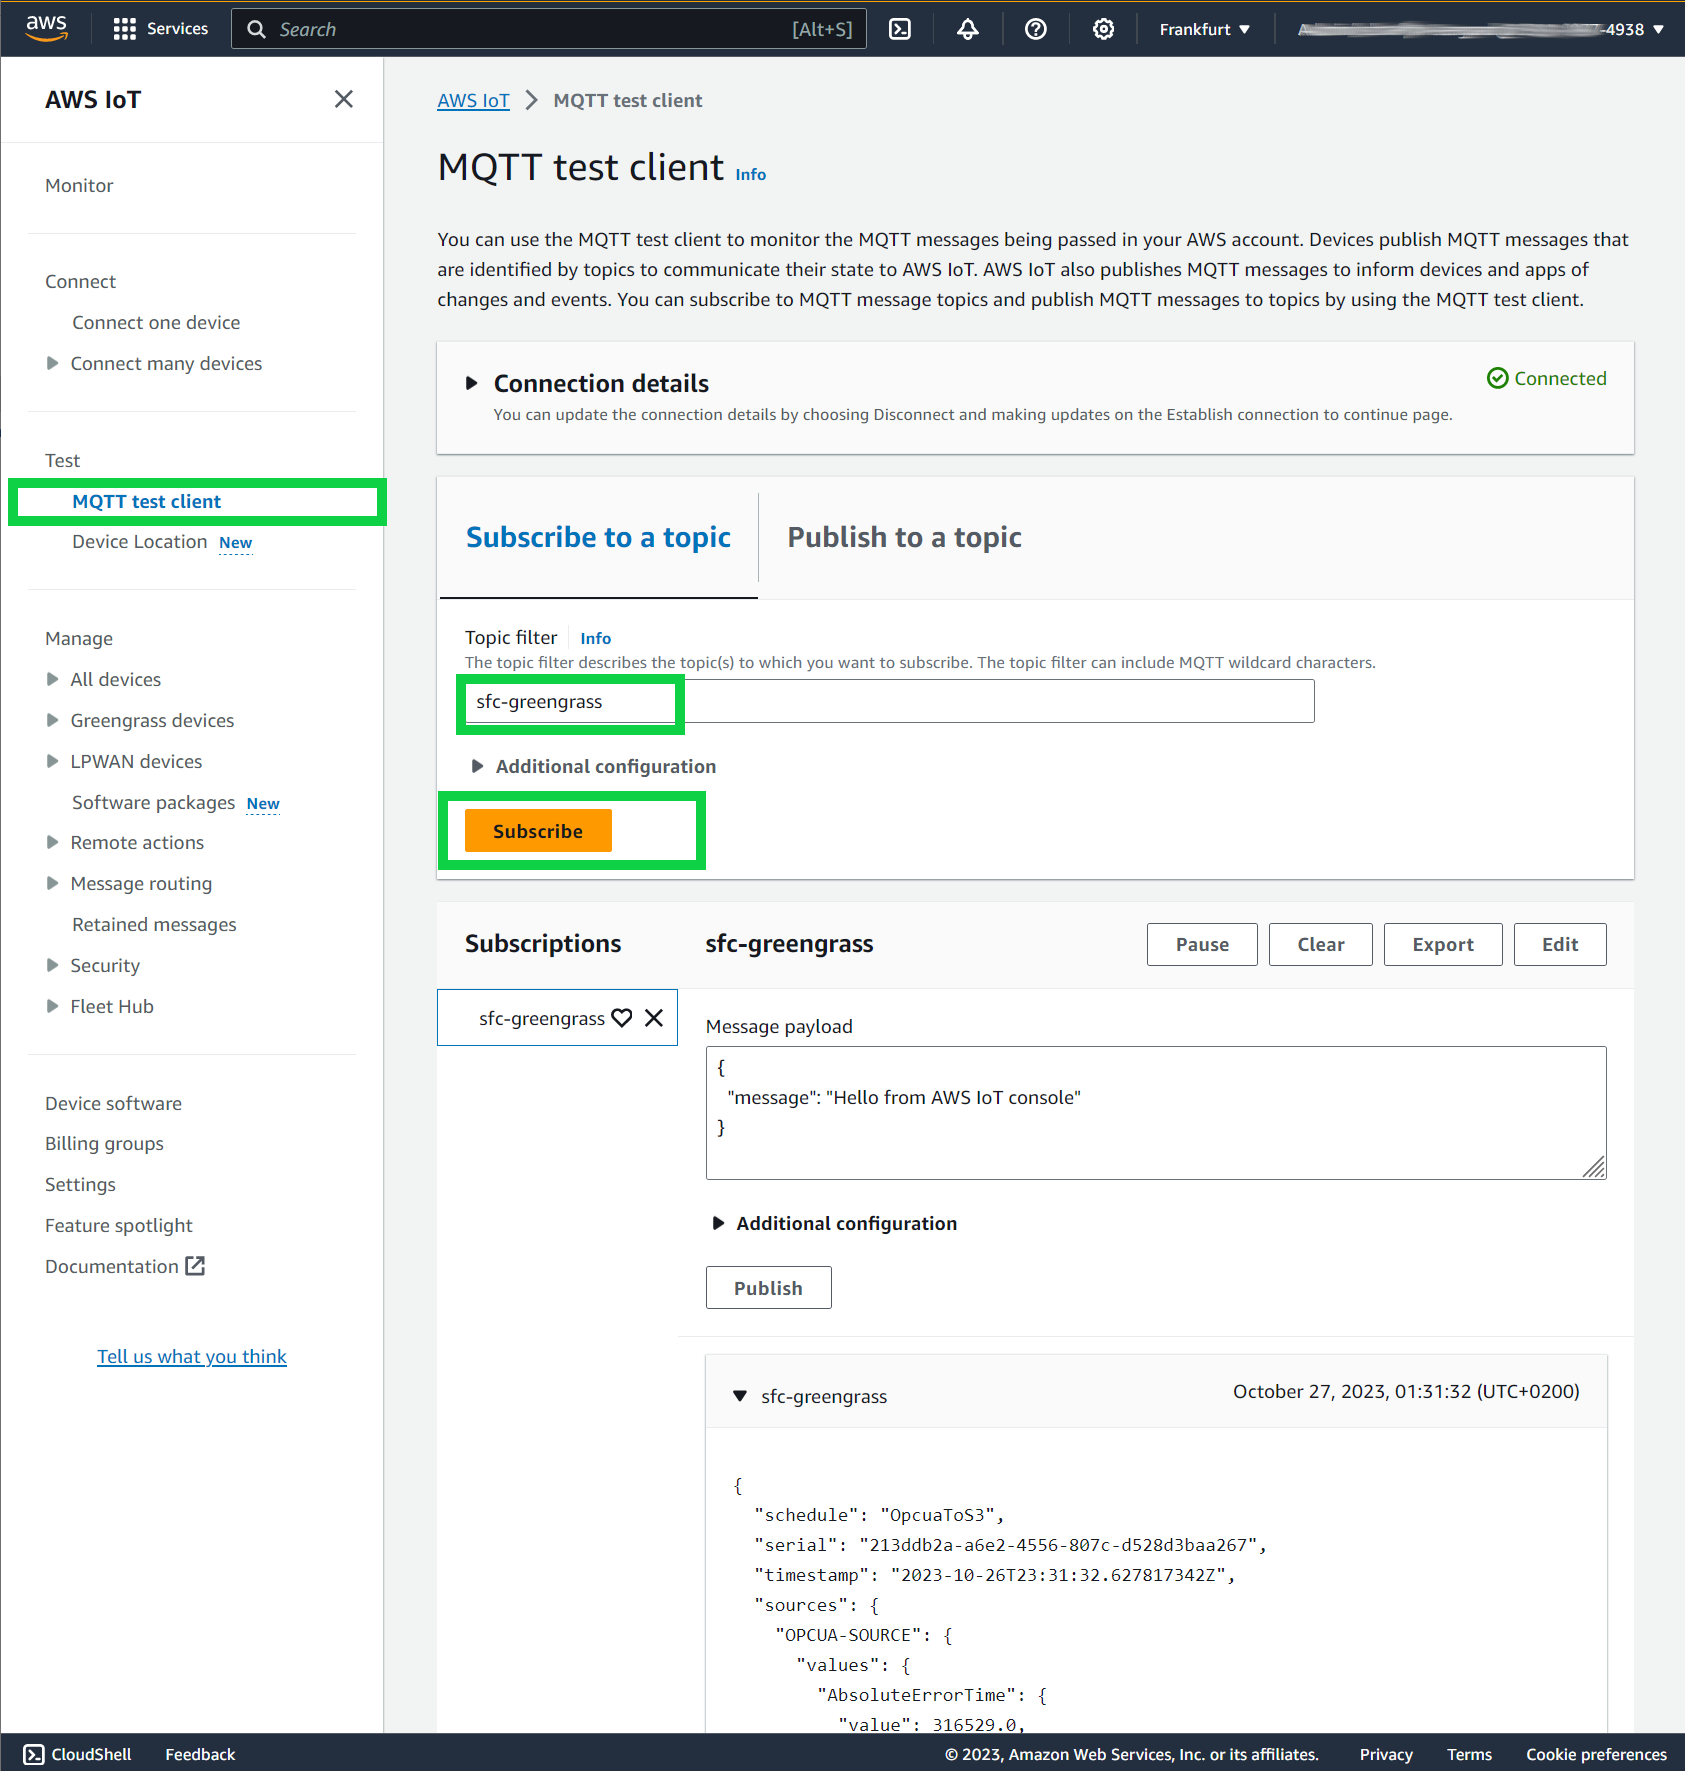 aws
Services
Search
[Alt+S]
Frankfurt
-4938
AWS IoT
Monitor
Connect
Connect one device
Connect many devices
Test
MQTT test client
Device Location New
Manage
All devices
Greengrass devices
LPWAN devices
Software packages New
Remote actions
Message routing
Retained messages
Security
Fleet Hub
Device software
Billing groups
Settings
Feature spotlight
Documentation
Tell us what you think
AWS IoT > MQTT test client
MQTT test client Info
You can use the MQTT test client to monitor the MQTT messages being passed in your AWS account. Devices publish MQTT messages that
are identified by topics to communicate their state to AWS IoT. AWS IoT also publishes MQTT messages to inform devices and apps of
changes and events. You can subscribe to MQTT message topics and publish MQTT messages to topics by using the MQTT test client.
Connection details
Connected
You can update the connection details by choosing Disconnect and making updates on the Establish connection to continue page.
Subscribe to a topic
Publish to a topic
Topic filter Info
The topic filter describes the topic(s) to which you want to subscribe. The topic filter can include MQTT wildcard characters.
sfc-greengrass
Additional configuration
Subscribe
Subscriptions
sfc-greengrass
Pause
Clear
Export
Edit
sfc-greengrass
Message payload
{
"message": "Hello from AWS IoT console"
}
Additional configuration
Publish
sfc-greengrass
October 27, 2023, 01:31:32 (UTC+0200)
{
"schedule": "OpcuaToS3",
"serial": "213ddb2a-a6e2-4556-807c-d528d3baa267",
"timestamp": "2023-10-26T23:31:32.627817342Z",
"sources": {
"OPCUA-SOURCE": {
"values": {
"AbsoluteErrorTime": {
"value": 316529.0,
CloudShell
Feedback
© 2023, Amazon Web Services, Inc. or its affiliates.
Privacy
Terms
Cookie preferences